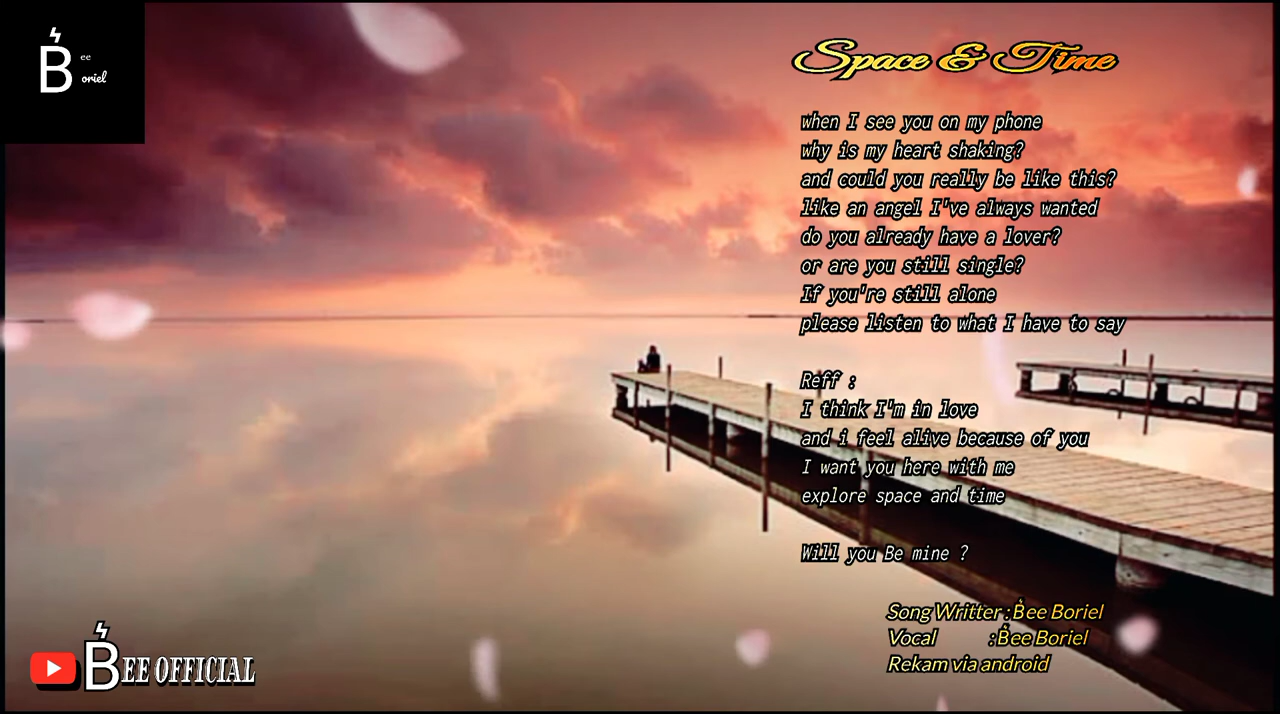 B ee
oriel
Space & Time
when I see you on my phone
why is my heart shaking?
and could you really be like this?
like an angel I've always wanted
do you already have a lover?
or are you still single?
If you're still alone
please listen to what I have to say
Reff :
I think I'm in love
and i feel alive because of you
I want you here with me
explore space and time
Will you Be mine ?
Song Writter : Bee Boriel
Vocal : Bee Boriel
Rekam via android
BEE OFFICIAL